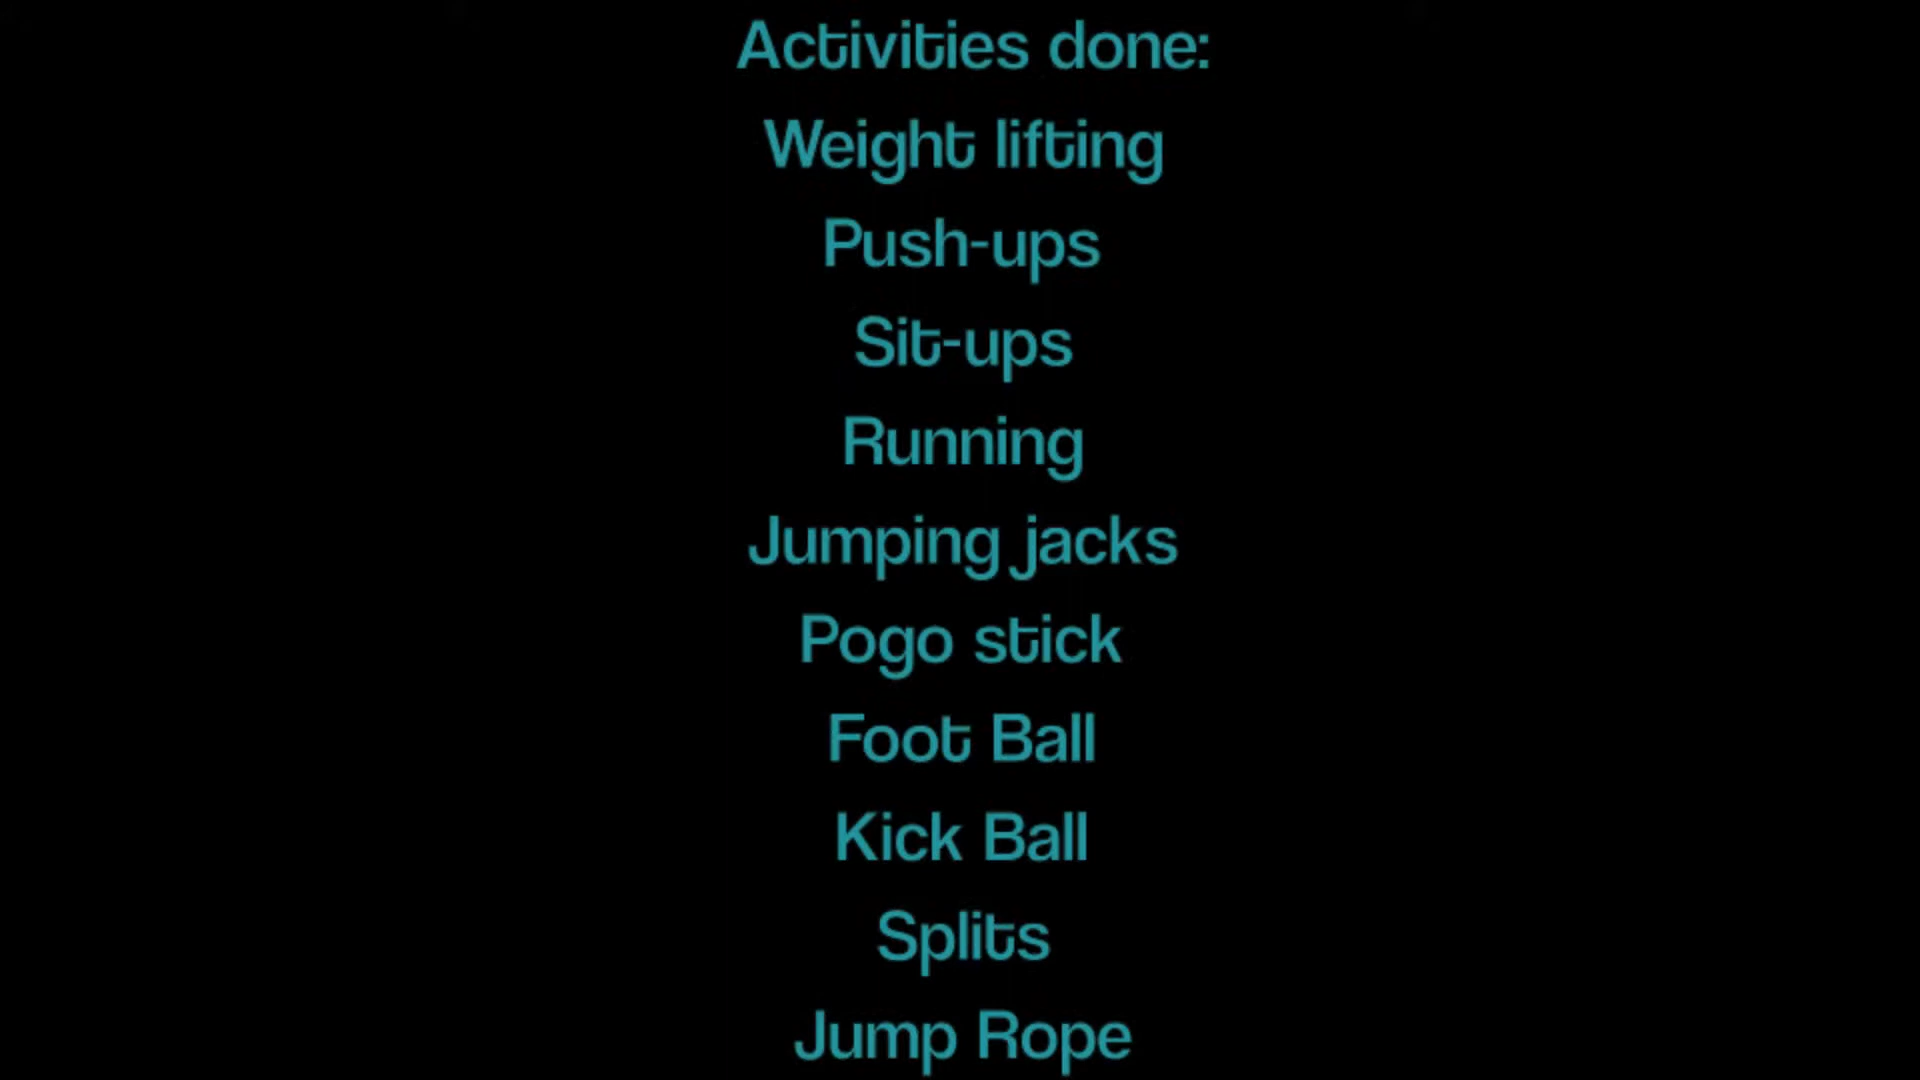 Activities done:
Weight lifting
Push-ups
Sit-ups
Running
Jumping jacks
Pogo stick
Foot Ball
Kick Ball
Splits
Jump Rope